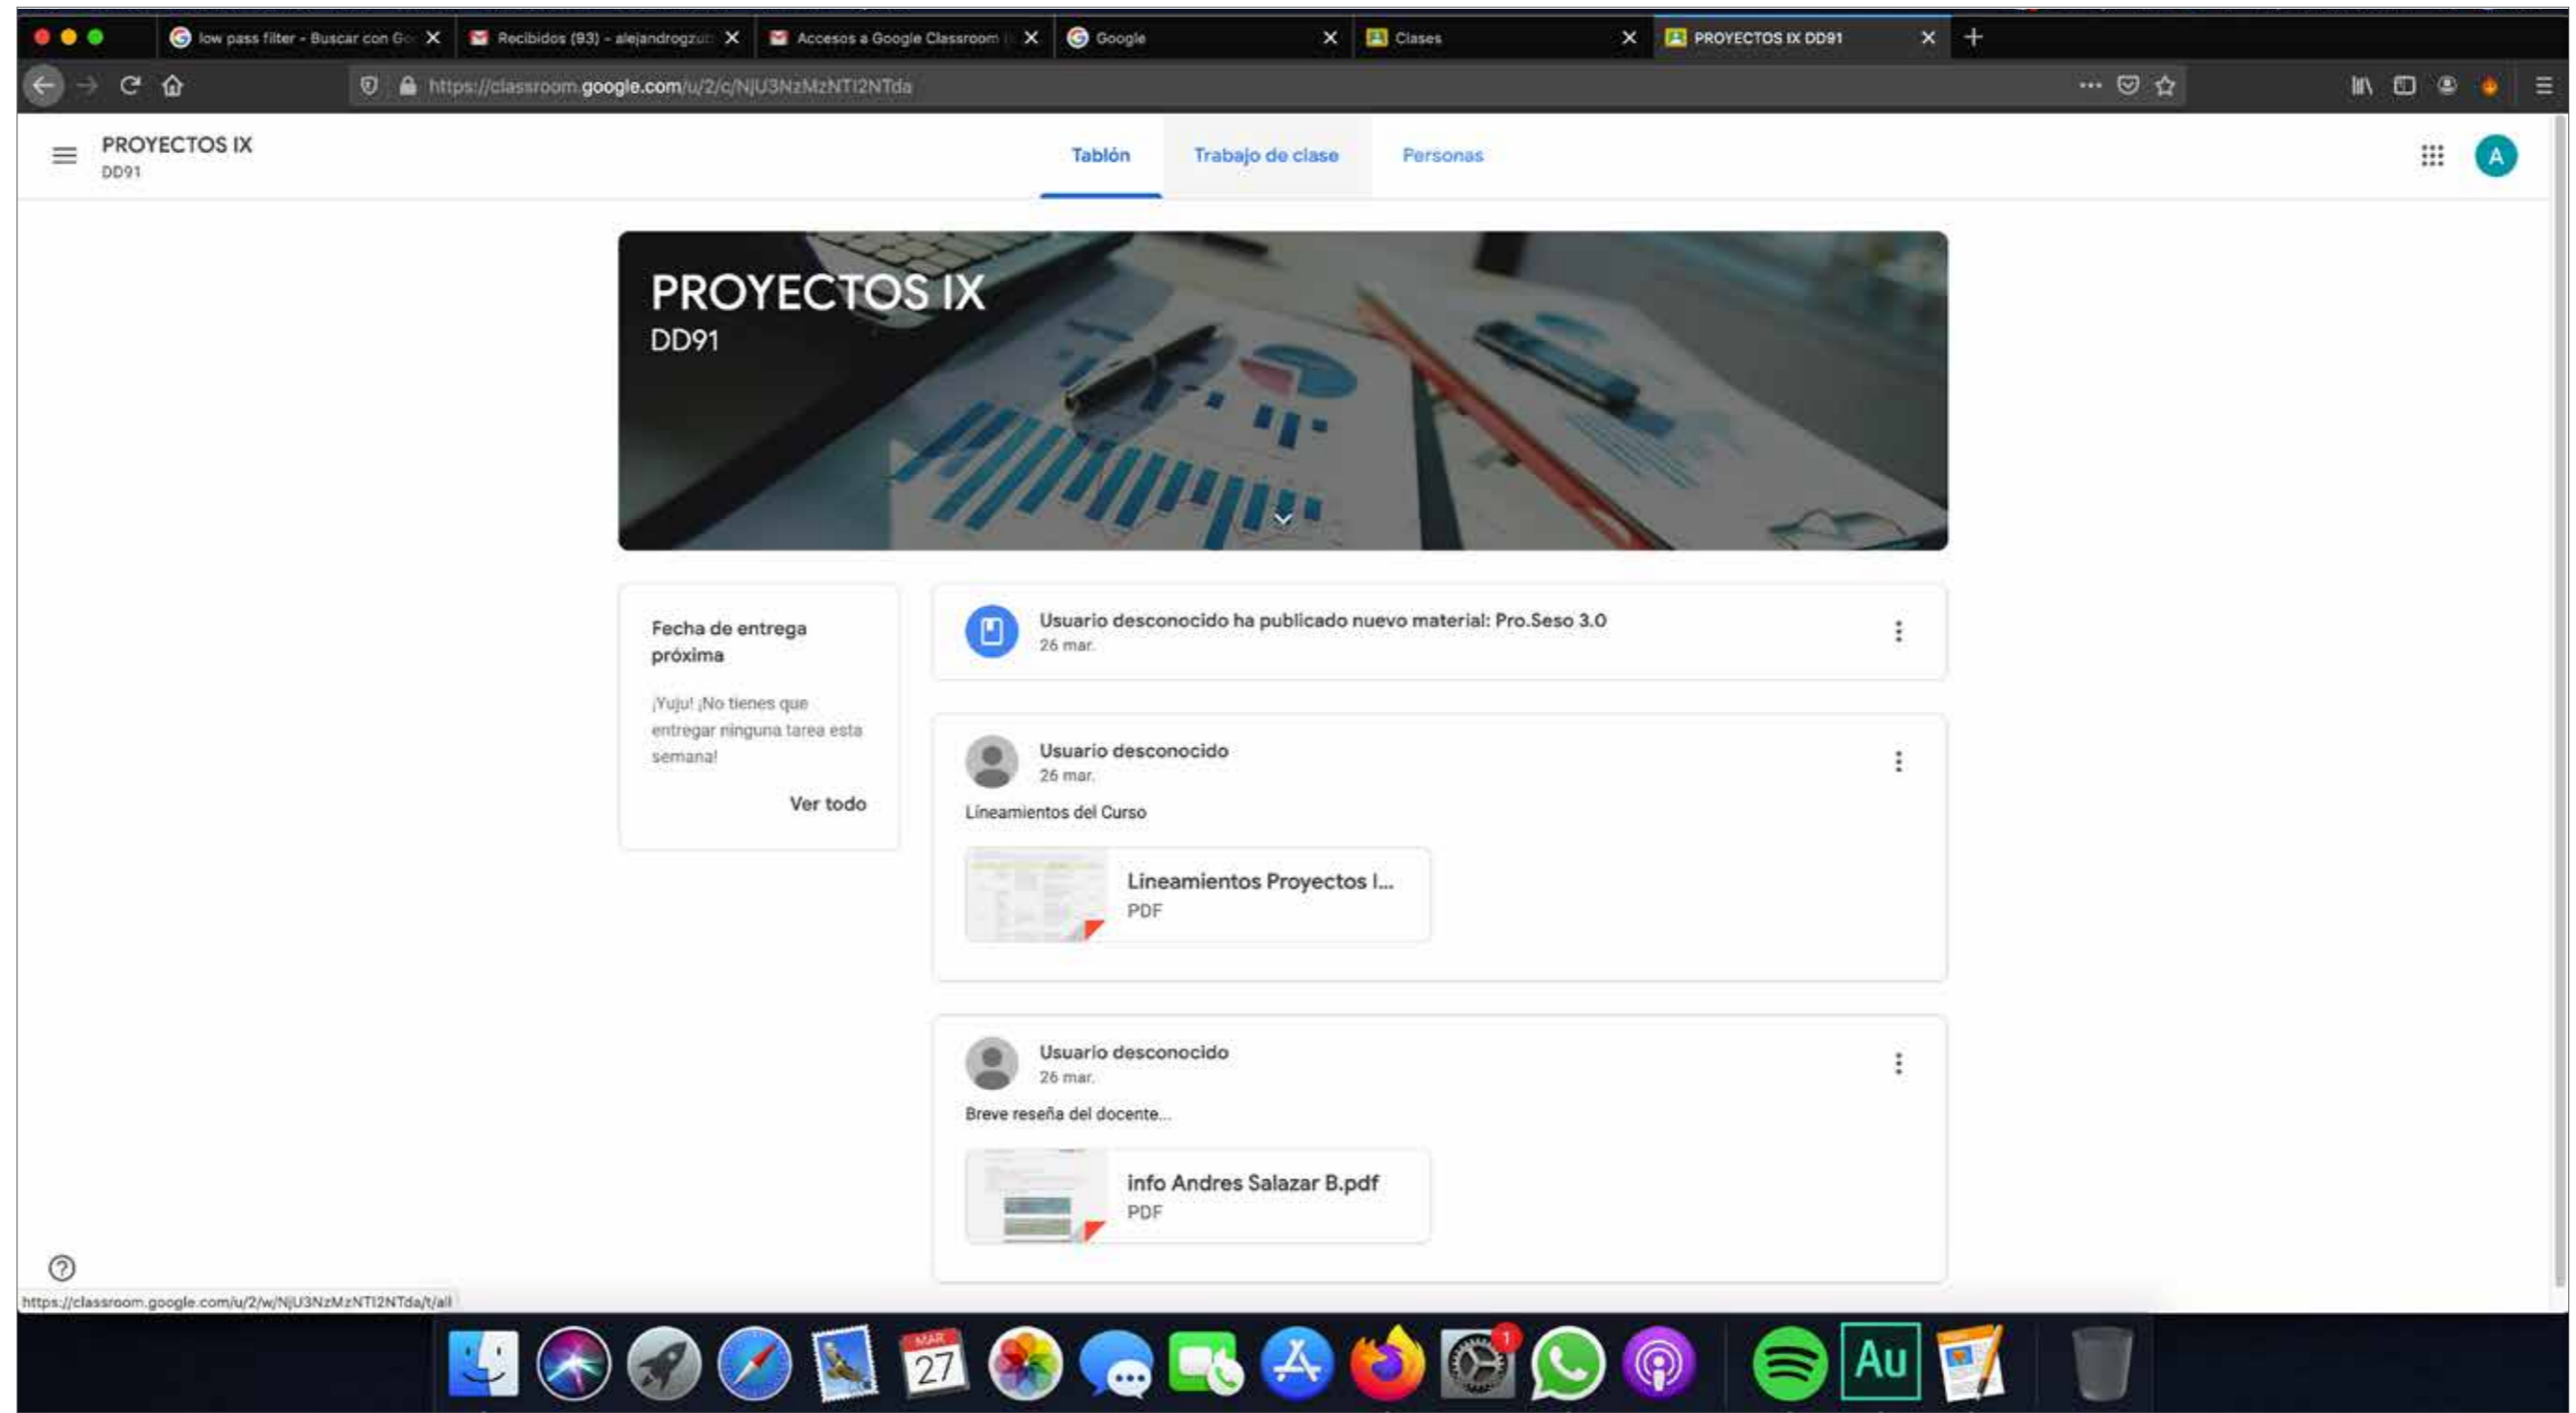 low pass filter - Buscar con Go
Recibidos (93) - alejandrogzut
Accesos a Google Classroom
Google
Clases
PROYECTOS IX DD91
https://classroom.google.com/u/2/c/NjU3NzMzNTI2NTda
PROYECTOS IX
DD91
Tablón
Trabajo de clase
Personas
A
PROYECTOS IX
DD91
Fecha de entrega
próxima
¡Yuju! ¡No tienes que
entregar ninguna tarea esta
semana!
Ver todo
Usuario desconocido ha publicado nuevo material: Pro.Seso 3.0
26 mar.
Usuario desconocido
26 mar.
Lineamientos del Curso
Lineamientos Proyectos I...
PDF
Usuario desconocido
26 mar.
Breve reseña del docente...
info Andres Salazar B.pdf
PDF
https://classroom.google.com/u/2/w/NjU3NzMzNTI2NTda/t/all
MAR
27
1
Au